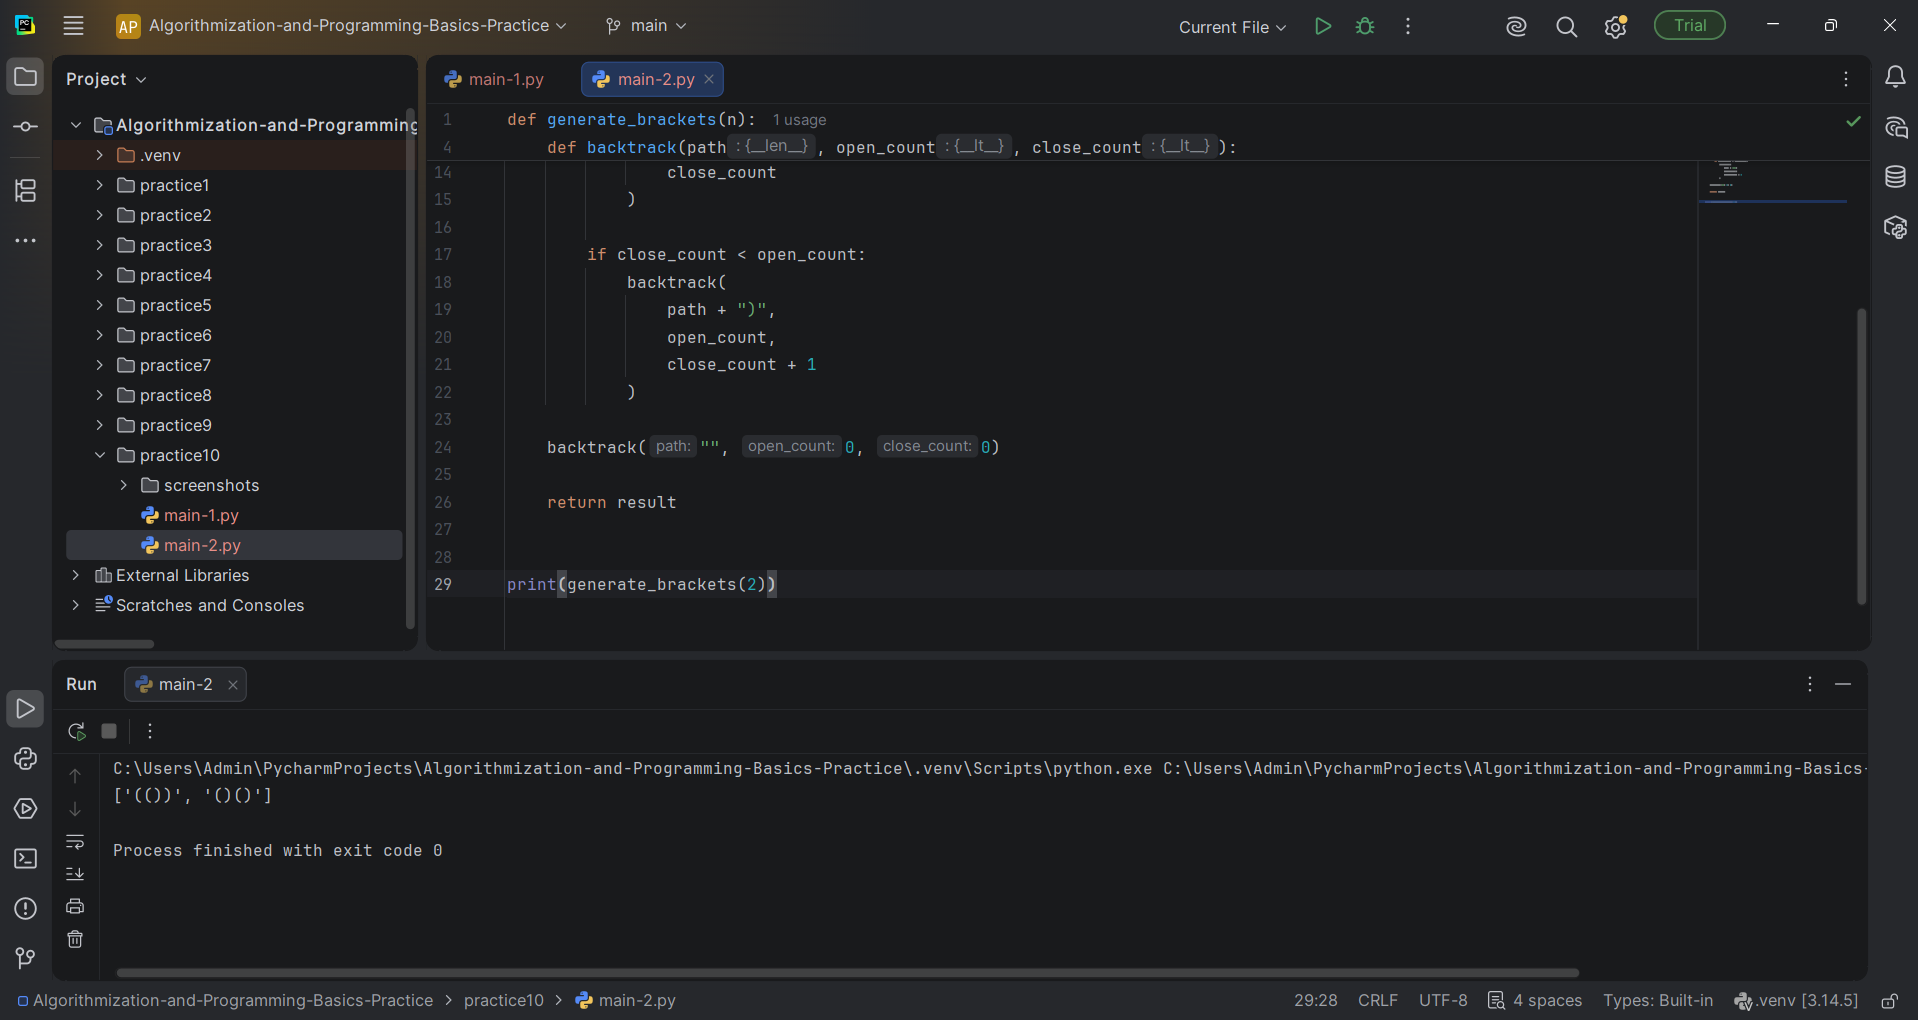 AP Algorithmization-and-Programming-Basics-Practice main Current File Trial
Project
main-1.py main-2.py
Algorithmization-and-Programming
.venv
practice1
practice2
practice3
practice4
practice5
practice6
practice7
practice8
practice9
practice10
screenshots
main-1.py
main-2.py
External Libraries
Scratches and Consoles
1 def generate_brackets(n): 1 usage
4 def backtrack(path : {__len__} , open_count : {__lt__} , close_count : {__lt__} ):
14 close_count
15 )
16
17 if close_count < open_count:
18 backtrack(
19 path + ")",
20 open_count,
21 close_count + 1
22 )
23
24 backtrack( path: "", open_count: 0, close_count: 0)
25
26 return result
27
28
29 print(generate_brackets(2))
Run main-2
C:\Users\Admin\PycharmProjects\Algorithmization-and-Programming-Basics-Practice\.venv\Scripts\python.exe C:\Users\Admin\PycharmProjects\Algorithmization-and-Programming-Basics-
['(())', '()()']
Process finished with exit code 0
Algorithmization-and-Programming-Basics-Practice > practice10 > main-2.py 29:28 CRLF UTF-8 4 spaces Types: Built-in .venv [3.14.5]